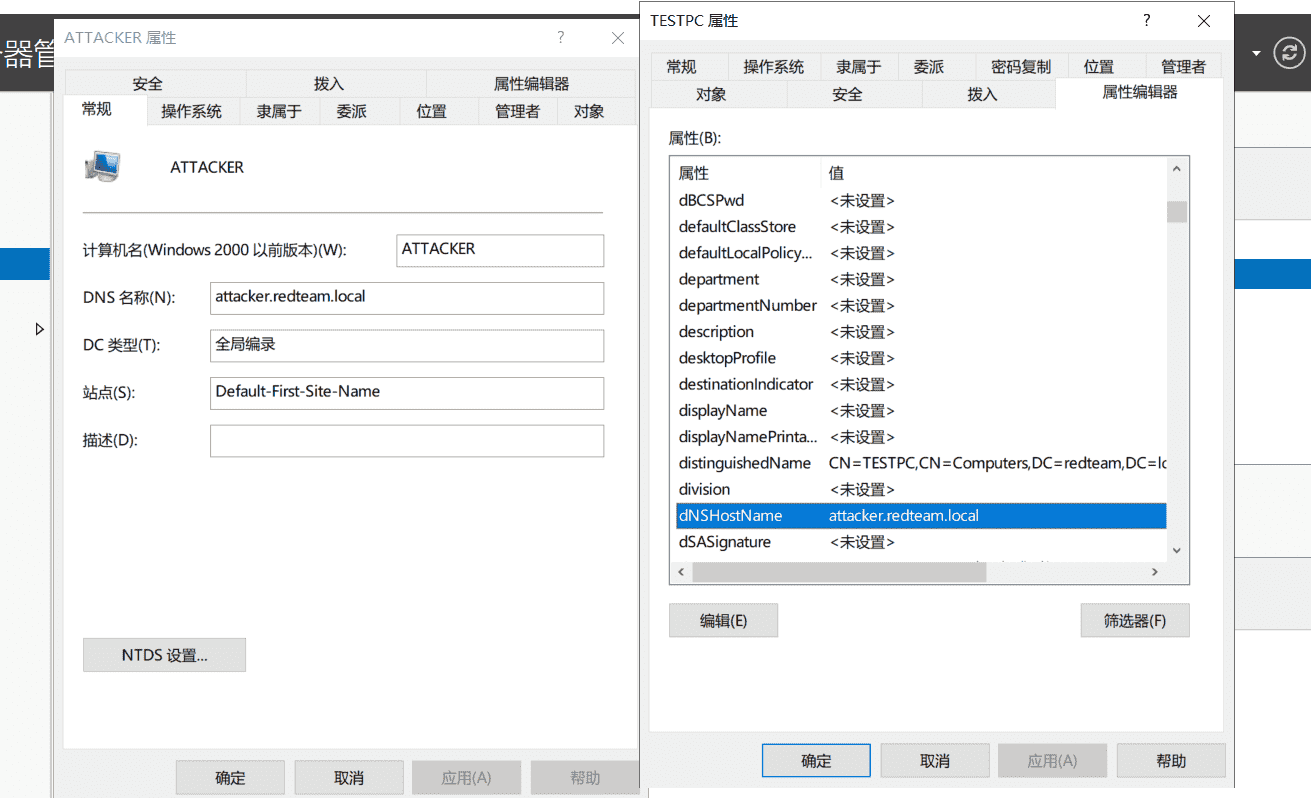 器管
ATTACKER 属性
?
安全 拨入 属性编辑器
常规 操作系统 隶属于 委派 位置 管理者 对象
ATTACKER
计算机名(Windows 2000 以前版本)(W): ATTACKER
DNS 名称(N): attacker.redteam.local
DC 类型(T): 全局编录
站点(S): Default-First-Site-Name
描述(D):
NTDS 设置...
确定 取消 应用(A) 帮助
TESTPC 属性
?
常规 操作系统 隶属于 委派 密码复制 位置 管理者
对象 安全 拨入 属性编辑器
属性(B):
属性 值
dBCSPwd <未设置>
defaultClassStore <未设置>
defaultLocalPolicy... <未设置>
department <未设置>
departmentNumber <未设置>
description <未设置>
desktopProfile <未设置>
destinationIndicator <未设置>
displayName <未设置>
displayNamePrinta... <未设置>
distinguishedName CN=TESTPC,CN=Computers,DC=redteam,DC=lc
division <未设置>
dNSHostName attacker.redteam.local
dSASignature <未设置>
编辑(E) 筛选器(F)
确定 取消 应用(A) 帮助